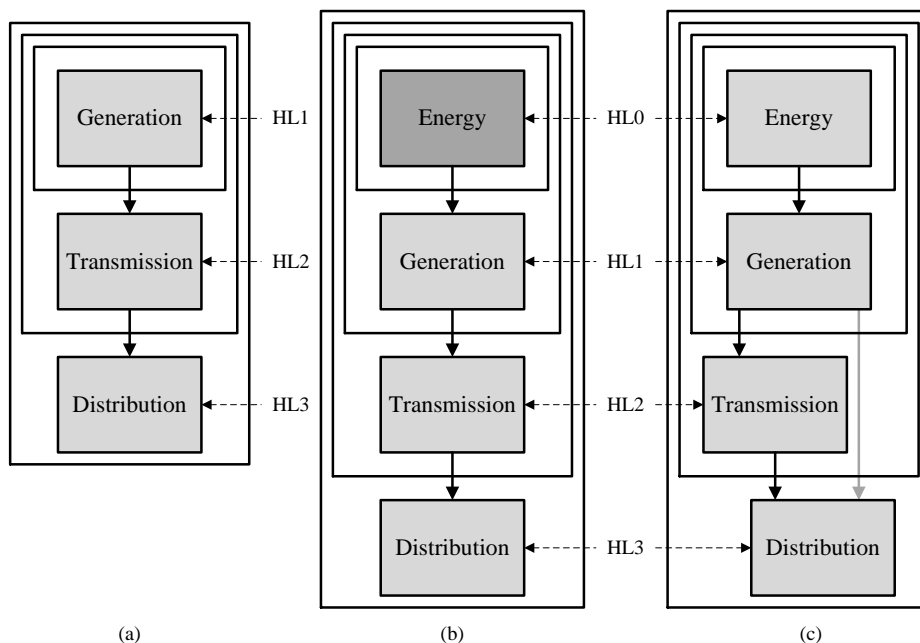 Generation
HL1
Transmission
HL2
Distribution
HL3
(a)
Energy
HL0
Generation
HL1
Transmission
HL2
Distribution
HL3
(b)
Energy
Generation
Transmission
Distribution
(c)